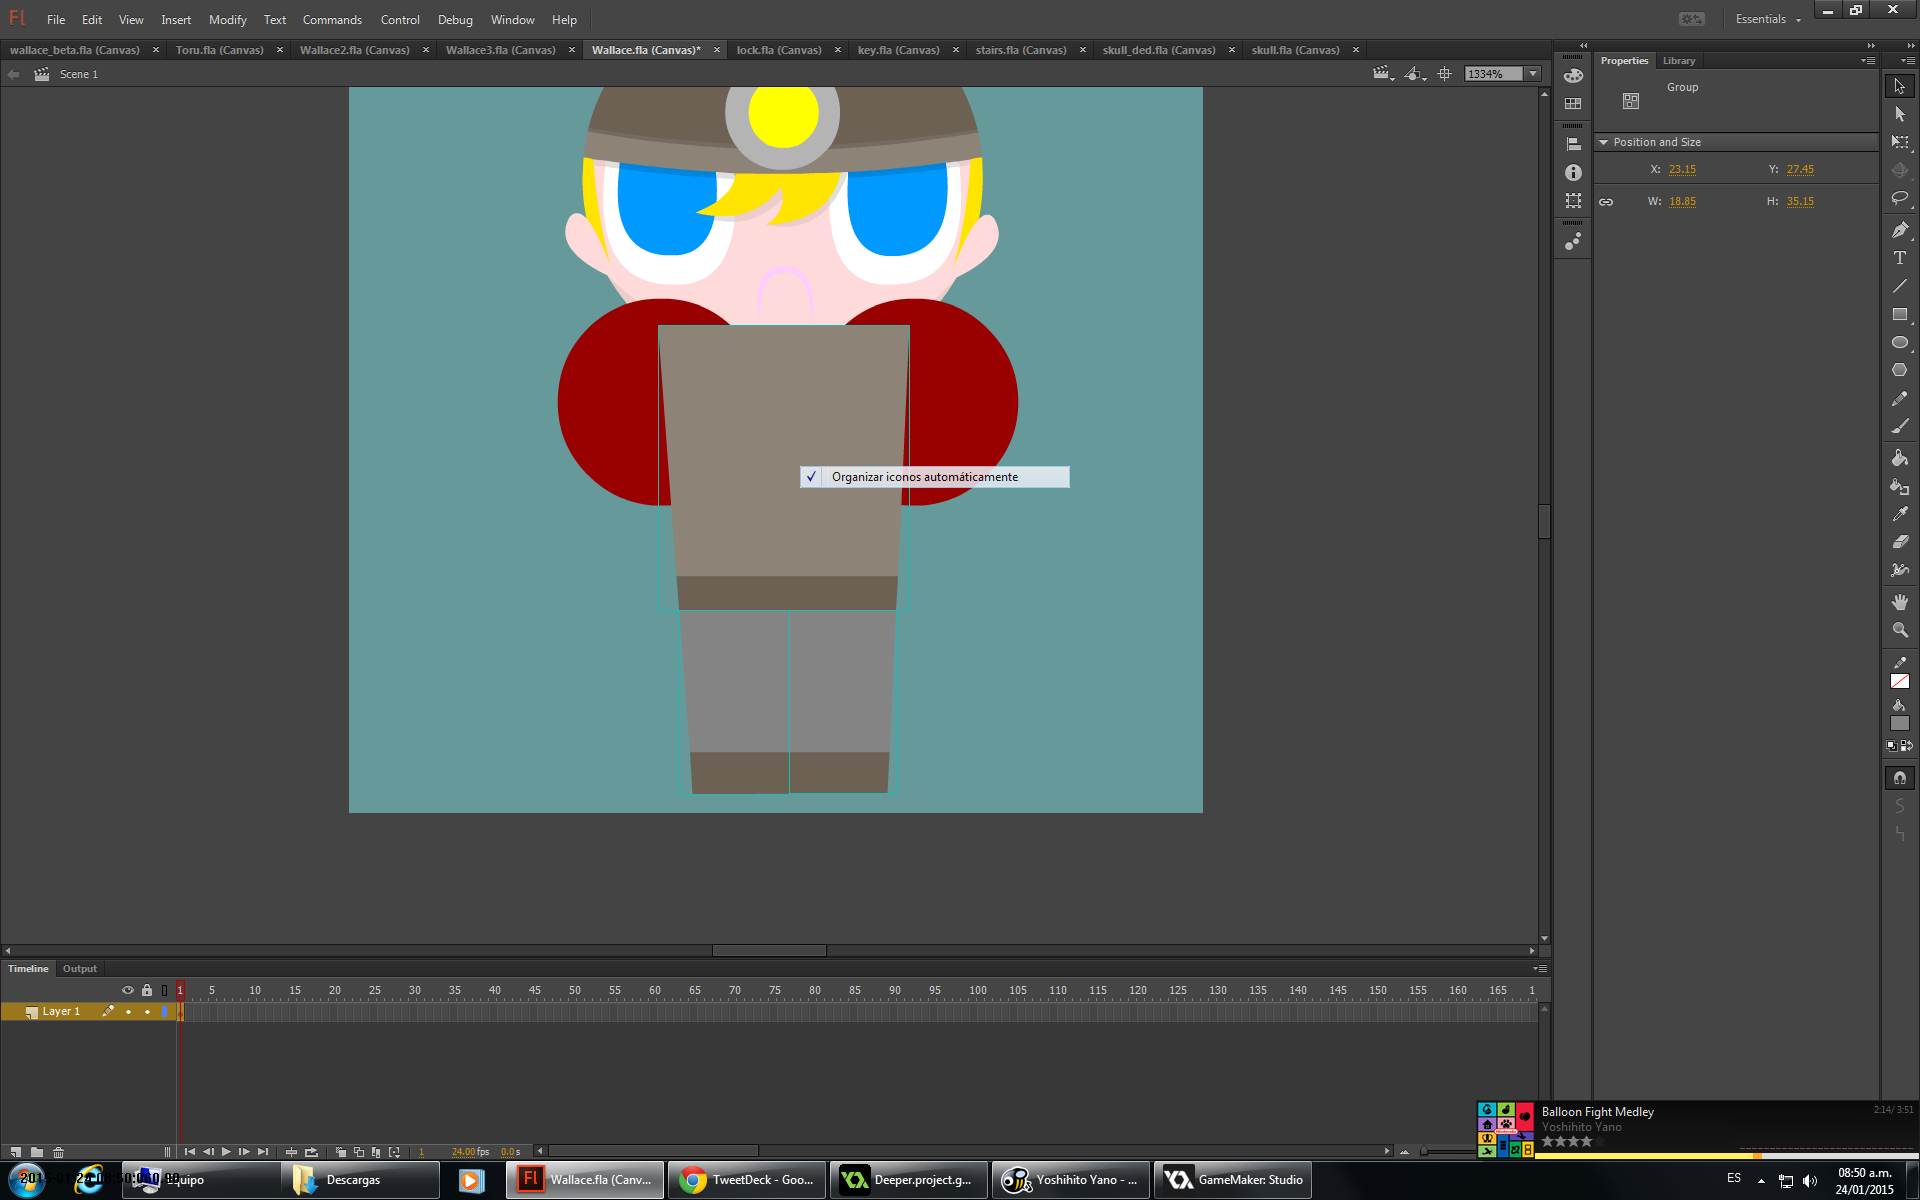 Fl File Edit View Insert Modify Text Commands Control Debug Window Help Essentials
wallace_beta.fla (Canvas) Toru.fla (Canvas) Wallace2.fla (Canvas) Wallace3.fla (Canvas) Wallace.fla (Canvas)* lock.fla (Canvas) key.fla (Canvas) stairs.fla (Canvas) skull_ded.fla (Canvas) skull.fla (Canvas)
Scene 1 1334%
Properties Library
Group
Position and Size
X: 23.15 Y: 27.45
W: 18.85 H: 35.15
Organizar iconos automáticamente
Timeline Output
1 5 10 15 20 25 30 35 40 45 50 55 60 65 70 75 80 85 90 95 100 105 110 115 120 125 130 135 140 145 150 155 160 165 1
Layer 1
1 24.00 fps 0.0 s
Balloon Fight Medley 2:14/ 3:51
Yoshihito Yano
Equipo Descargas Wallace.fla (Canv... TweetDeck - Goo... Deeper.project.g... Yoshihito Yano - ... GameMaker: Studio ES 08:50 a.m.
24/01/2015